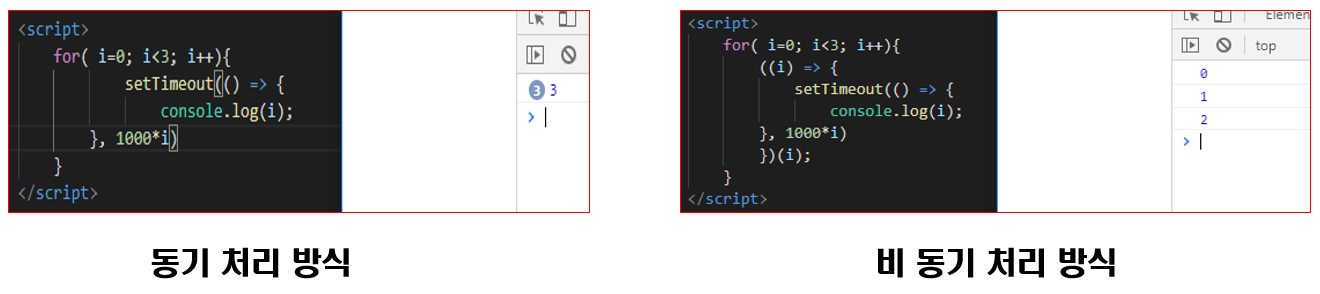 <script>
for( i=0; i<3; i++){
setTimeout(() => {
console.log(i);
}, 1000*i)
}
</script>
3 3
>
동기 처리 방식
<script>
for( i=0; i<3; i++){
((i) => {
setTimeout(() => {
console.log(i);
}, 1000*i)
})(i);
}
</script>
Elemen
top
0
1
2
>
비 동기 처리 방식